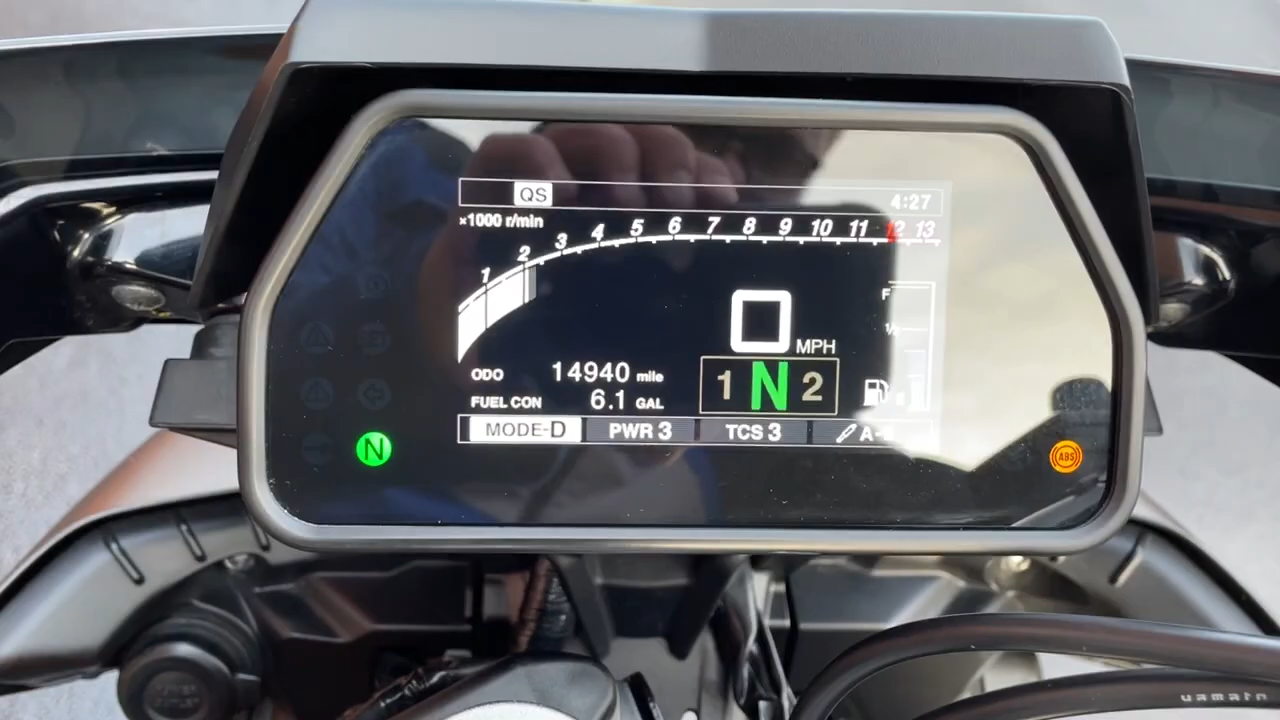 QS 4:27
×1000 r/min
1 2 3 4 5 6 7 8 9 10 11 12 13
F
0 MPH
1/2
ODO 14940 mile
FUEL CON 6.1 GAL
1 N 2
MODE-D PWR 3 TCS 3 A-
N
ABS